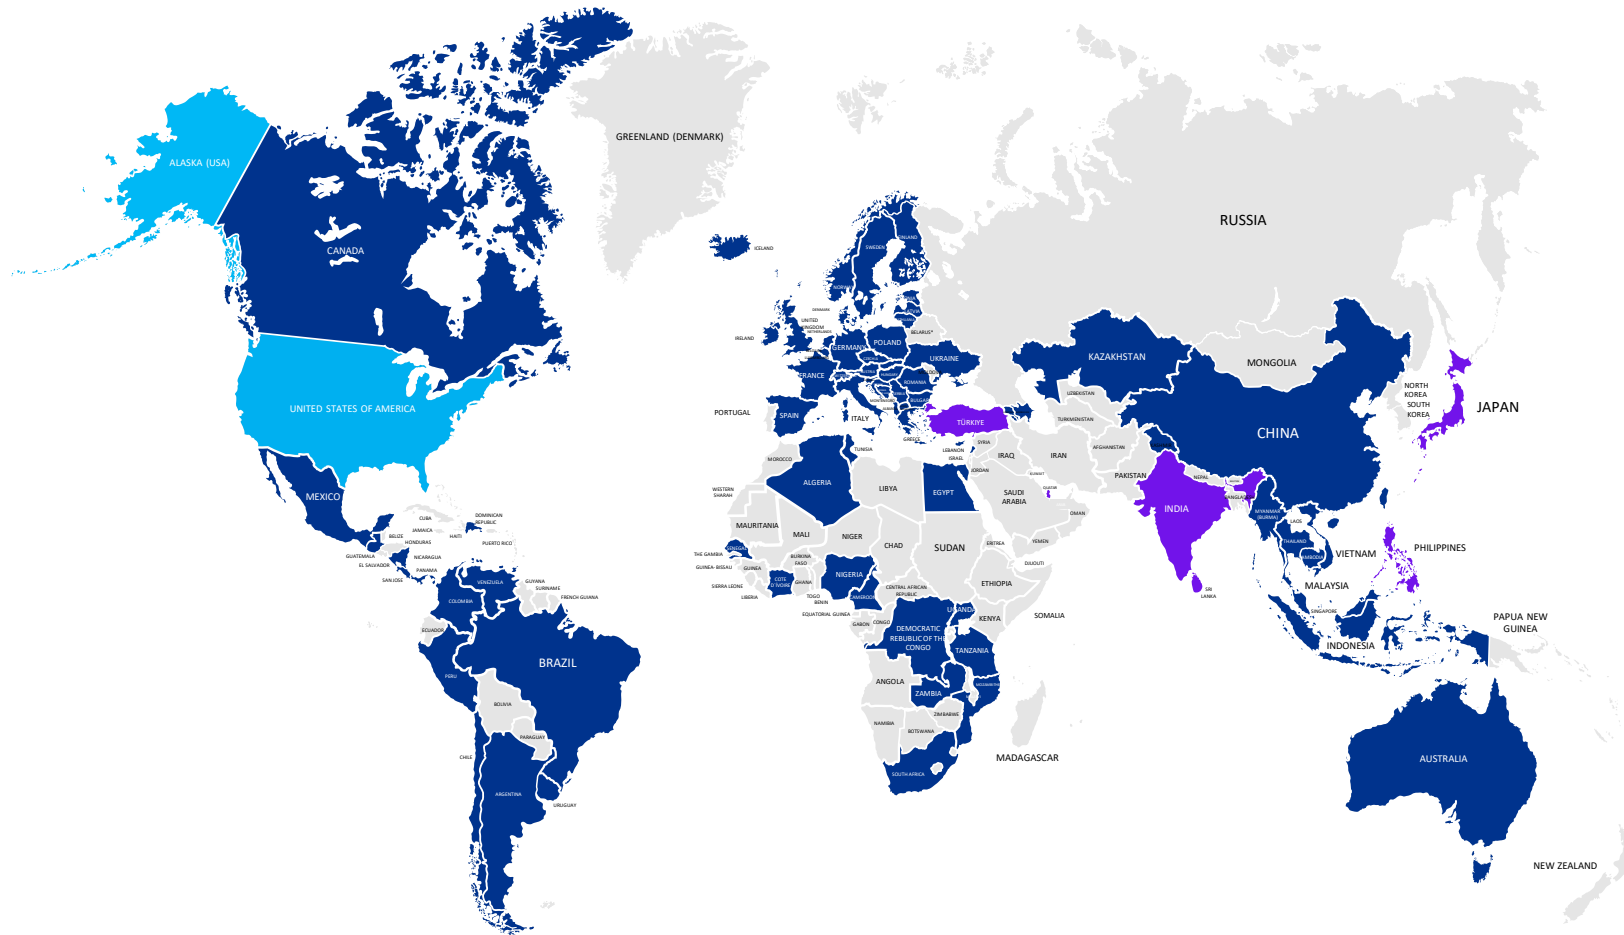 GREENLAND (DENMARK)
ALASKA (USA)
CANADA
UNITED STATES OF AMERICA
MEXICO
CUBA
DOMINICAN
REPUBLIC
JAMAICA
BELIZE
HAITI
PUERTO RICO
HONDURAS
GUATEMALA
NICARAGUA
EL SALVADOR
PANAMA
SAN JOSE
VENEZUELA
GUYANA
SURINAME
FRENCH GUIANA
COLOMBIA
ECUADOR
BRAZIL
PERU
BOLIVIA
PARAGUAY
CHILE
ARGENTINA
URUGUAY
ICELAND
SWEDEN
FINLAND
NORWAY
DENMARK
UNITED
KINGDOM
NETHERLANDS
IRELAND
BELARUS*
GERMANY
POLAND
UKRAINE
FRANCE
ROMANIA
PORTUGAL
SPAIN
ITALY
GREECE
TÜRKIYE
RUSSIA
KAZAKHSTAN
MONGOLIA
UZBEKISTAN
TURKMENISTAN
NORTH
KOREA
SOUTH
KOREA
JAPAN
CHINA
SYRIA
LEBANON
ISRAEL
JORDAN
IRAQ
IRAN
AFGHANISTAN
PAKISTAN
KUWAIT
QATAR
SAUDI
ARABIA
OMAN
YEMEN
NEPAL
INDIA
SRI
LANKA
MYANMAR
(BURMA)
LAOS
THAILAND
VIETNAM
PHILIPPINES
MALAYSIA
SINGAPORE
INDONESIA
PAPUA NEW
GUINEA
AUSTRALIA
NEW ZEALAND
MOROCCO
TUNISIA
ALGERIA
LIBYA
EGYPT
WESTERN
SHARAH
MAURITANIA
MALI
NIGER
CHAD
SUDAN
ERITREA
DJIJOUTI
SENEGAL
THE GAMBIA
GUINEA- BISSAU
GUINEA
BURKINA
FASO
SIERRA LEONE
LIBERIA
COTE
D'IVOIRE
GHANA
TOGO
BENIN
NIGERIA
CAMEROON
CENTRAL AFRICAN
REPUBLIC
ETHIOPIA
SOMALIA
EQUATORIAL GUINEA
GABON
CONGO
UGANDA
KENYA
DEMOCRATIC
REBUBLIC OF THE
CONGO
TANZANIA
ANGOLA
ZAMBIA
ZIMBABWE
NAMIBIA
BOTSWANA
SOUTH AFRICA
MADAGASCAR